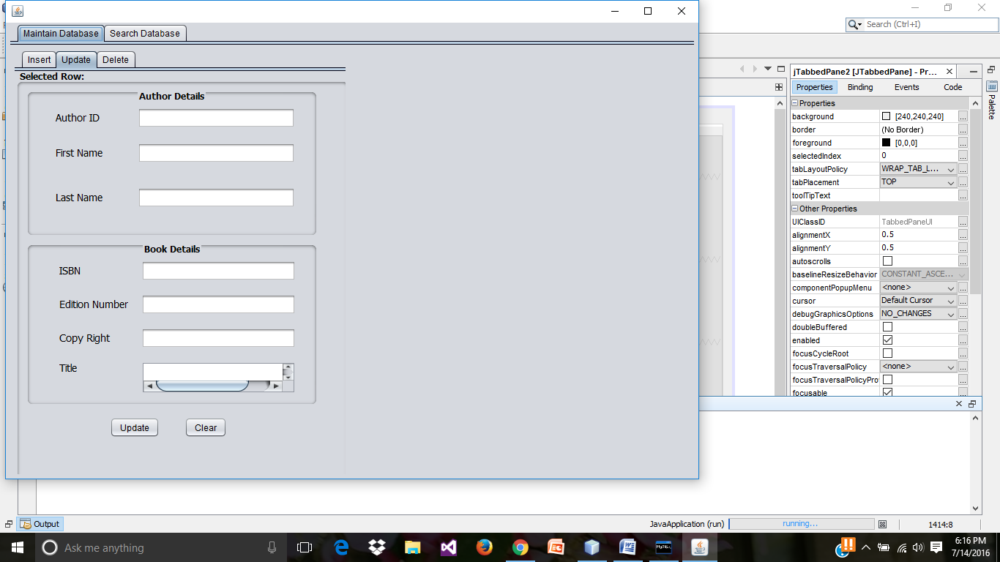 Search (Ctrl+I)
Maintain Database Search Database
Insert Update Delete
Selected Row:
Author Details
Author ID
First Name
Last Name
Book Details
ISBN
Edition Number
Copy Right
Title
Update Clear
jTabbedPane2 [JTabbedPane] - Pr...
Properties Binding Events Code
Properties
background [240,240,240] ...
border (No Border) ...
foreground [0,0,0] ...
selectedIndex 0 ...
tabLayoutPolicy WRAP_TAB_L... ...
tabPlacement TOP ...
toolTipText ...
Other Properties
UIClassID TabbedPaneUI ...
alignmentX 0.5 ...
alignmentY 0.5 ...
autoscrolls ...
baselineResizeBehavior CONSTANT_ASCE...
componentPopupMenu <none> ...
cursor Default Cursor ...
debugGraphicsOptions NO_CHANGES ...
doubleBuffered ...
enabled ...
focusCycleRoot ...
focusTraversalPolicy <none> ...
focusTraversalPolicyPro ...
focusable ...
Palette
Output
JavaApplication (run) running... 1414:8
Ask me anything
MySQL
6:16 PM
7/14/2016